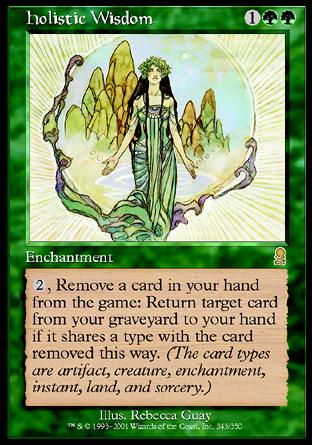 Holistic Wisdom 1
Enchantment
2, Remove a card in your hand
from the game: Return target card
from your graveyard to your hand
if it shares a type with the card
removed this way. (The card types
are artifact, creature, enchantment,
instant, land, and sorcery.)
Illus. Rebecca Guay
™ & © 1993-2001 Wizards of the Coast, Inc. 243/350